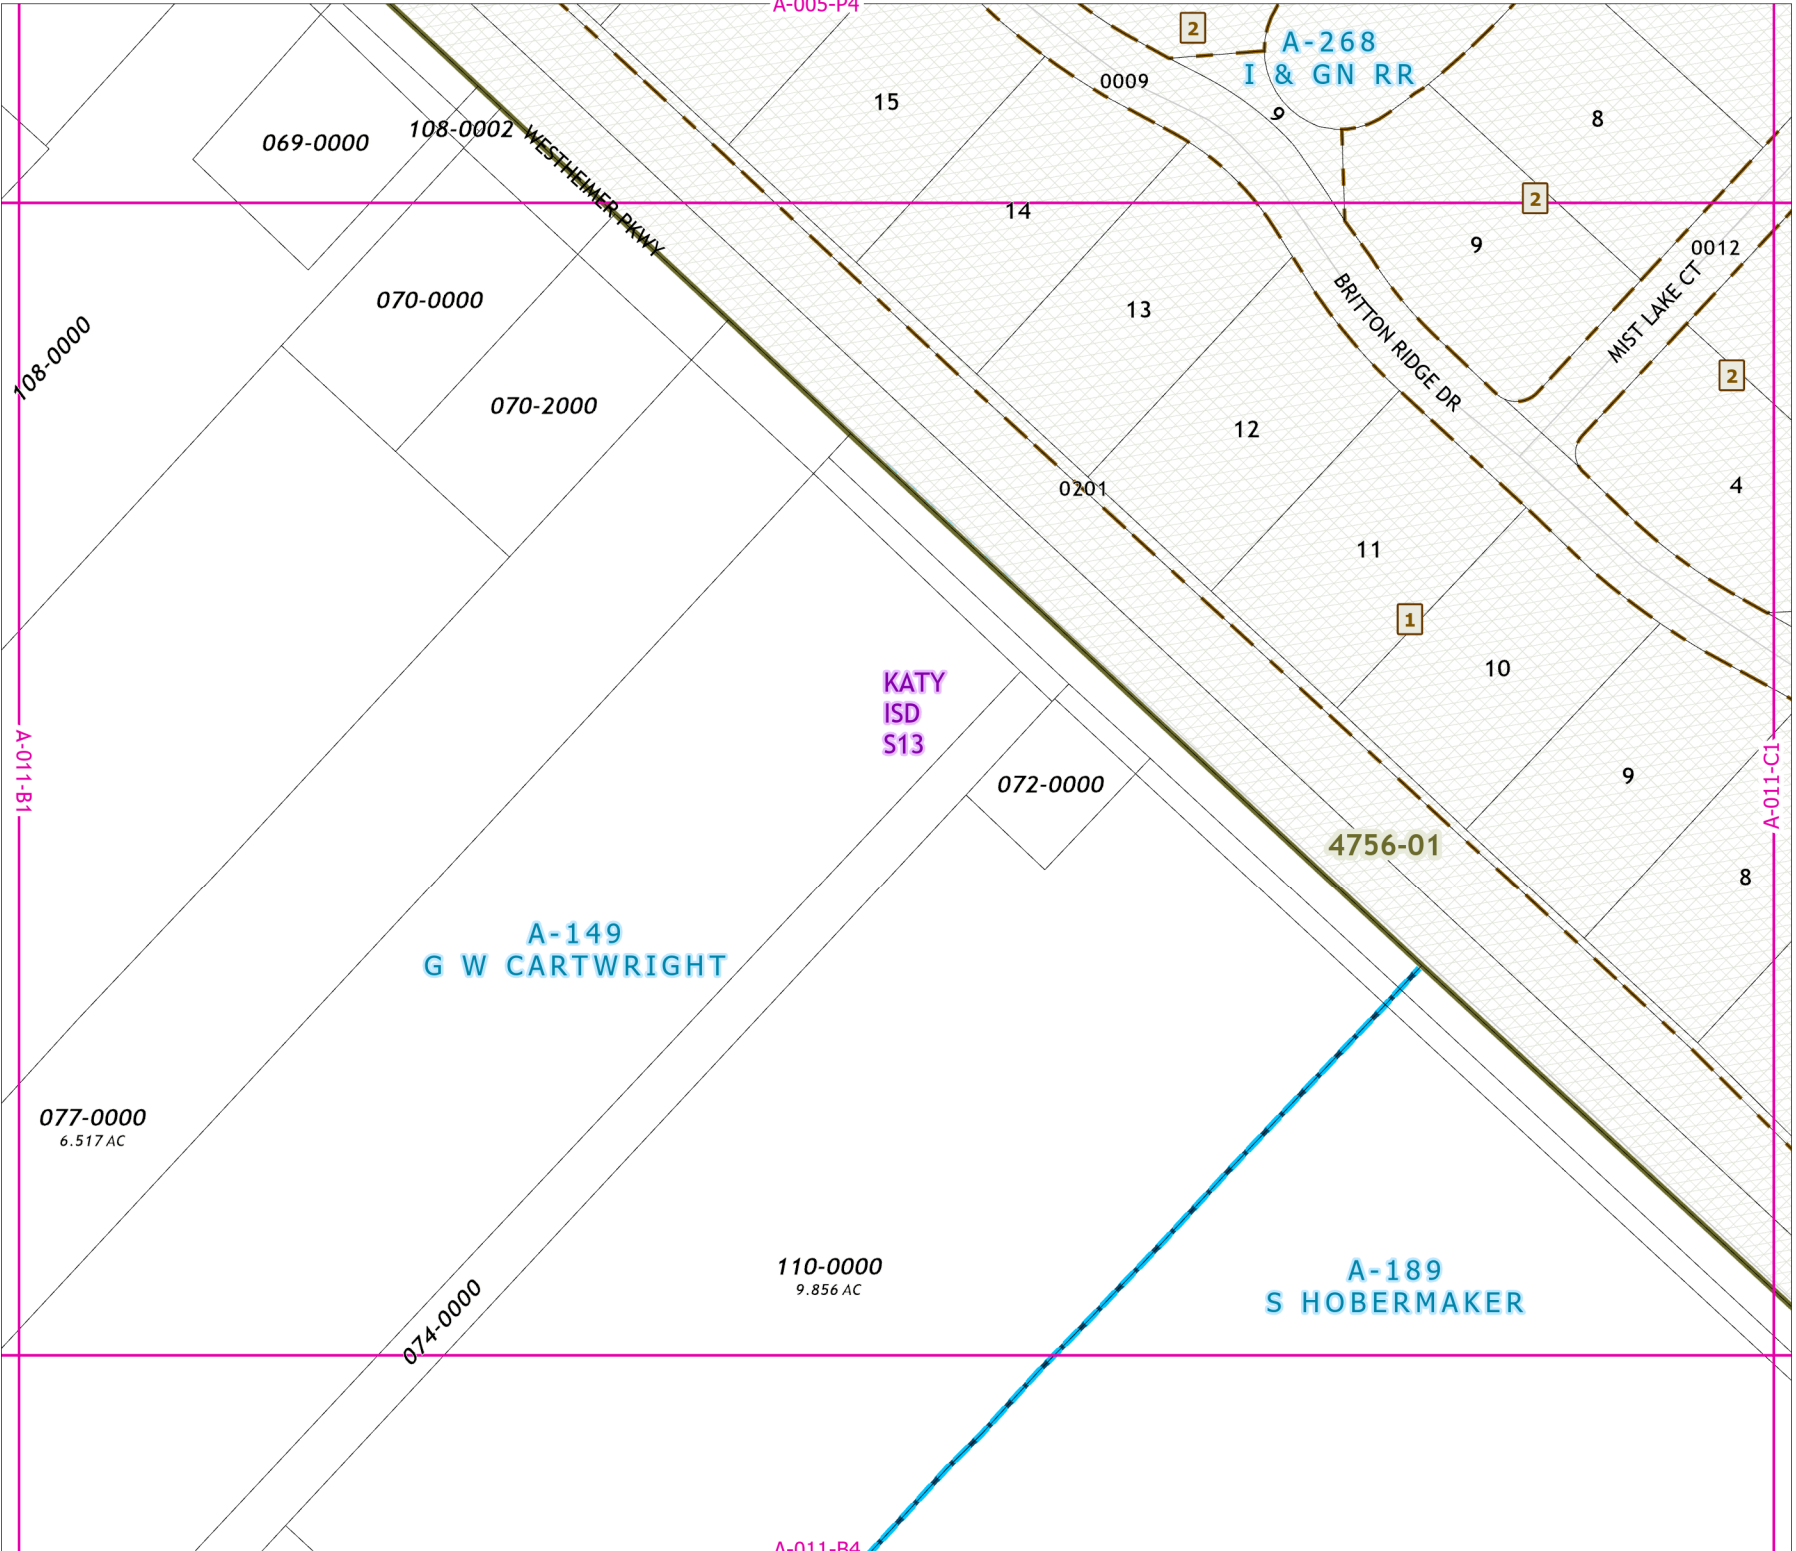 A-005-P4
2
A-268
I & GN RR
0009
15
9
8
069-0000
108-0002
WESTHEIMER PKWY
14
2
9
0012
MIST LAKE CT
BRITTON RIDGE DR
070-0000
13
108-0000
2
070-2000
12
0201
4
11
1
10
KATY
ISD
S13
A-011-B1
A-011-C1
072-0000
9
4756-01
8
A-149
G W CARTWRIGHT
077-0000
6.517 AC
110-0000
9.856 AC
A-189
S HOBERMAKER
074-0000
A-011-B4